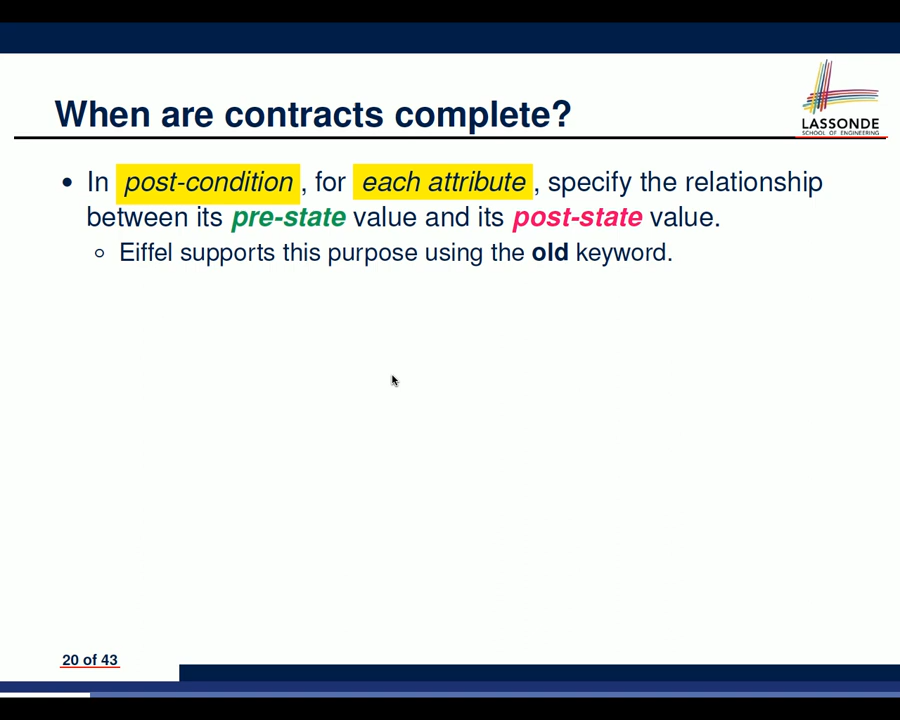 When are contracts complete?
LASSONDE
SCHOOL OF ENGINEERING
• In post-condition, for each attribute, specify the relationship
between its pre-state value and its post-state value.
○ Eiffel supports this purpose using the old keyword.
20 of 43